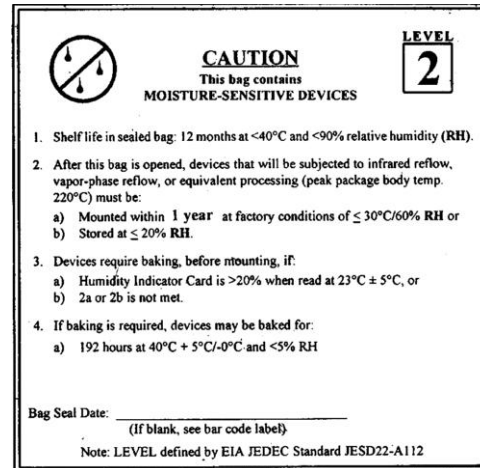 LEVEL
2
CAUTION
This bag contains
MOISTURE-SENSITIVE DEVICES
1. Shelf life in sealed bag: 12 months at <40°C and <90% relative humidity (RH).
2. After this bag is opened, devices that will be subjected to infrared reflow,
vapor-phase reflow, or equivalent processing (peak package body temp.
220°C) must be:
a) Mounted within 1 year at factory conditions of ≤ 30°C/60% RH or
b) Stored at ≤ 20% RH.
3. Devices require baking, before mounting, if:
a) Humidity Indicator Card is >20% when read at 23°C ± 5°C, or
b) 2a or 2b is not met.
4. If baking is required, devices may be baked for:
a) 192 hours at 40°C + 5°C/-0°C and <5% RH
Bag Seal Date:
(If blank, see bar code label)
Note: LEVEL defined by EIA JEDEC Standard JESD22-A112